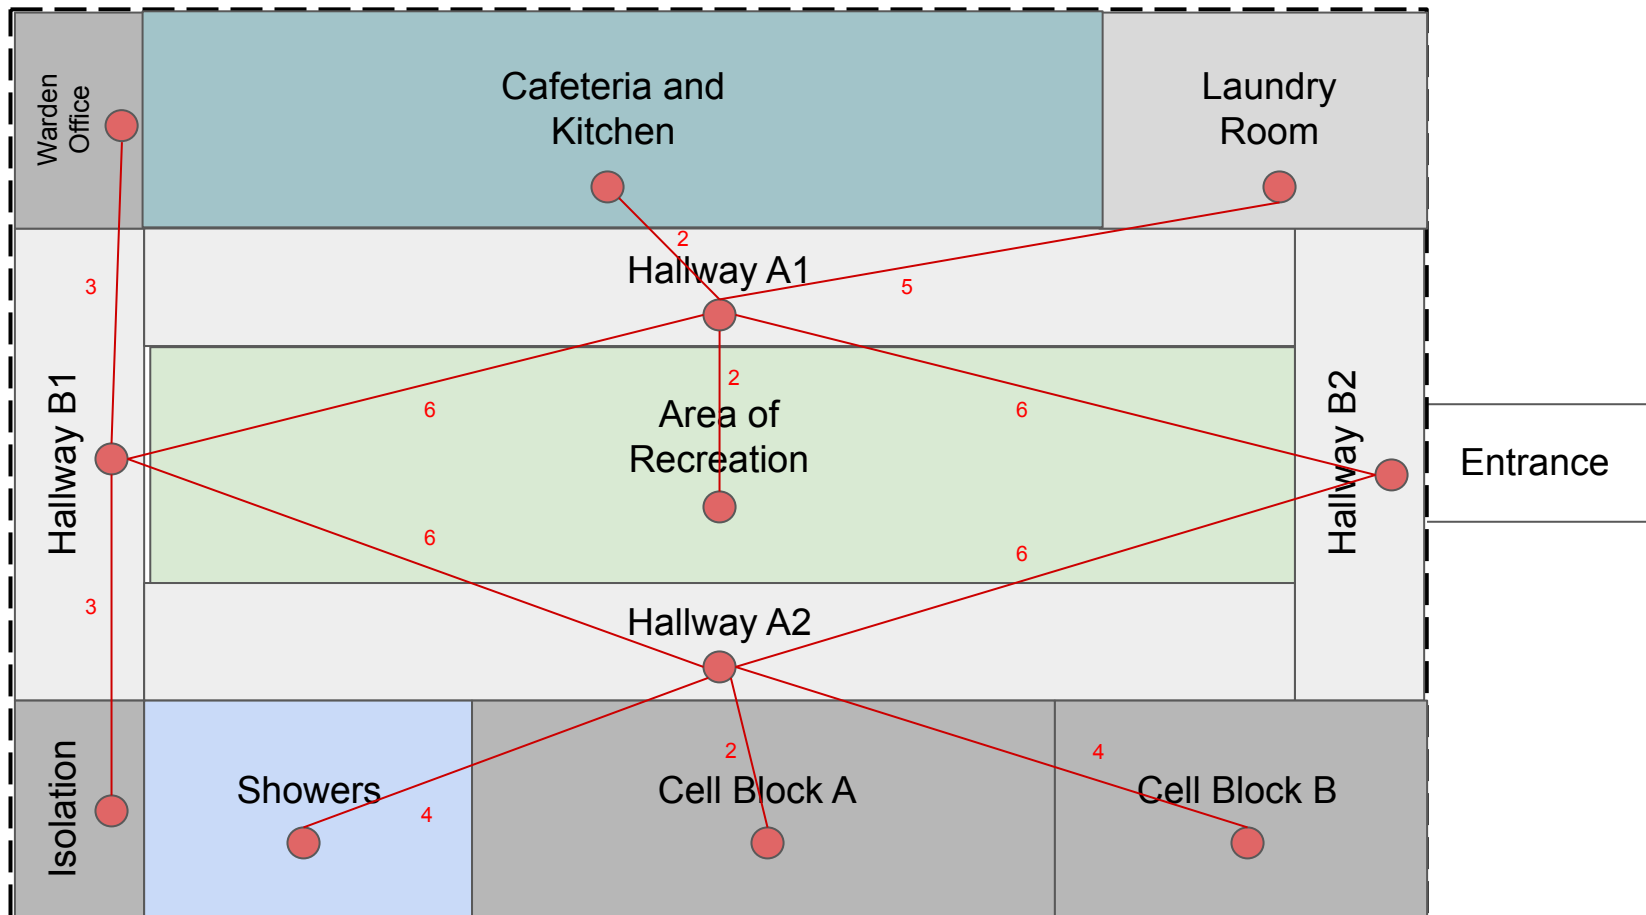 Warden
Office
Cafeteria and
Kitchen
Laundry
Room
2
Hallway A1
3
5
2
Hallway B1
6
Area of
Recreation
6
Hallway B2
Entrance
6
6
3
Hallway A2
Isolation
Showers
4
2
Cell Block A
4
Cell Block B